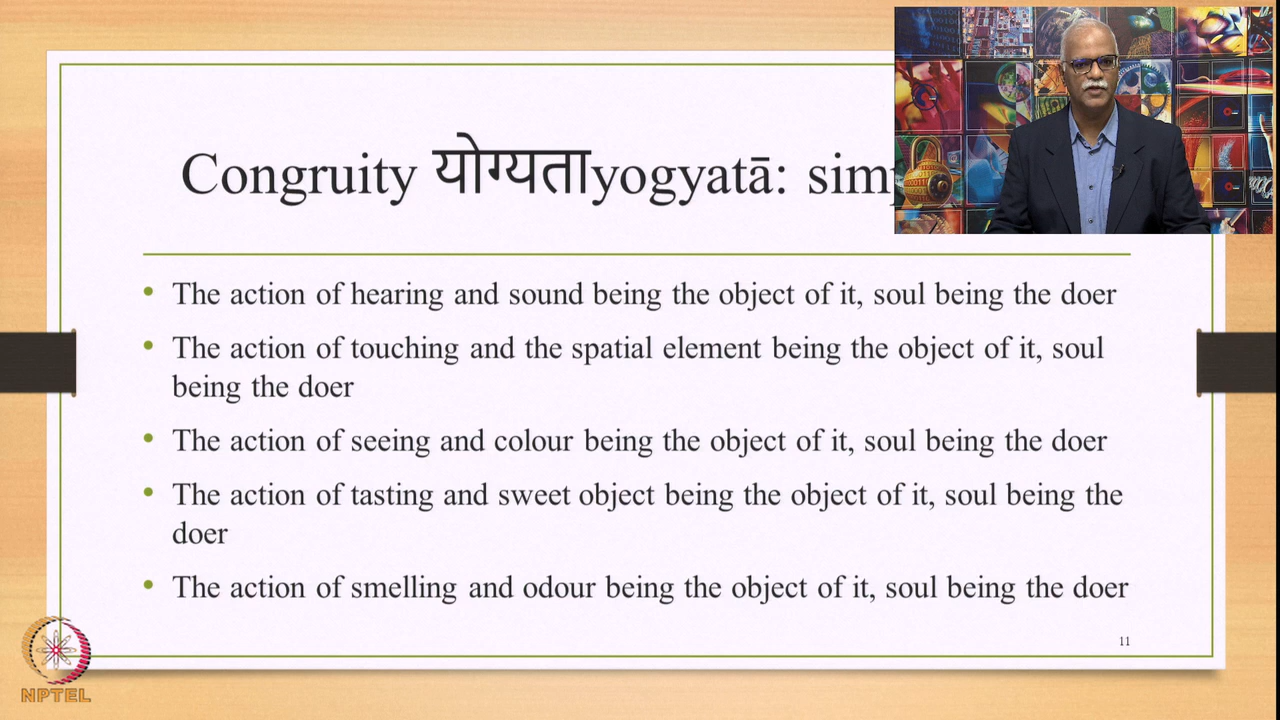 Congruity योग्यताyogyatā:
The action of hearing and sound being the object of it, soul being the doer
The action of touching and the spatial element being the object of it, soul
being the doer
The action of seeing and colour being the object of it, soul being the doer
The action of tasting and sweet object being the object of it, soul being the
doer
The action of smelling and odour being the object of it, soul being the doer
11
NPTEL